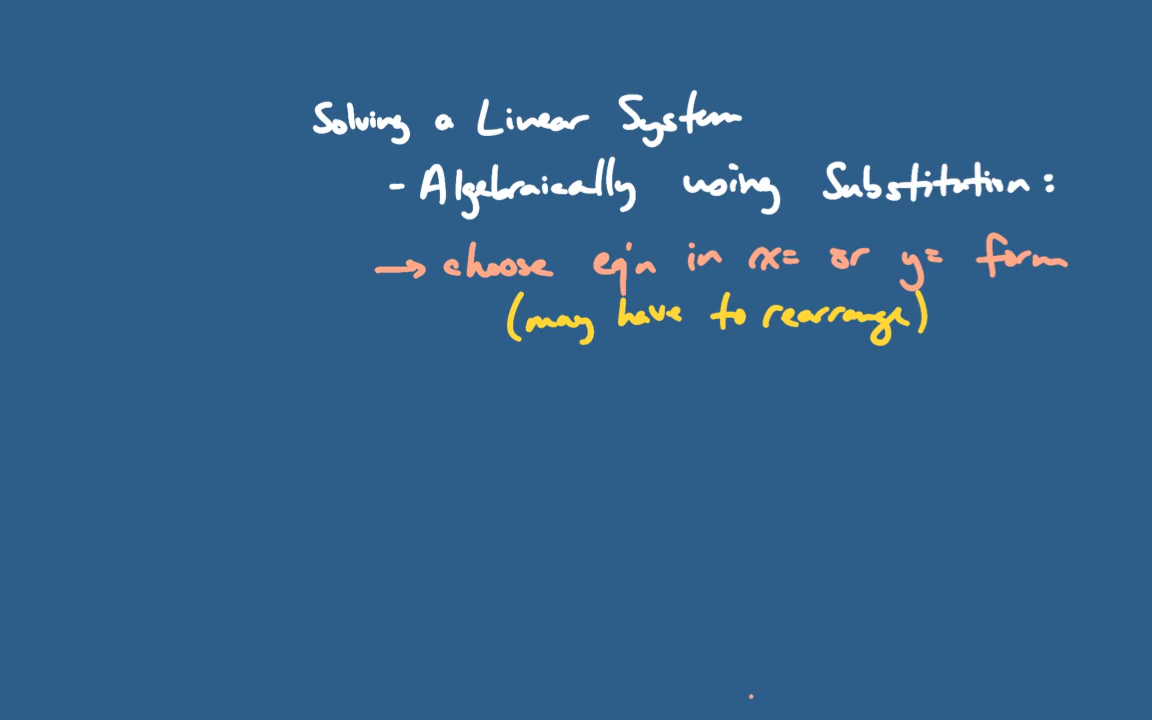 Solving a Linear System
- Algebraically using Substitution:
→ choose eq'n in x= or y= form
(may have to rearrange)